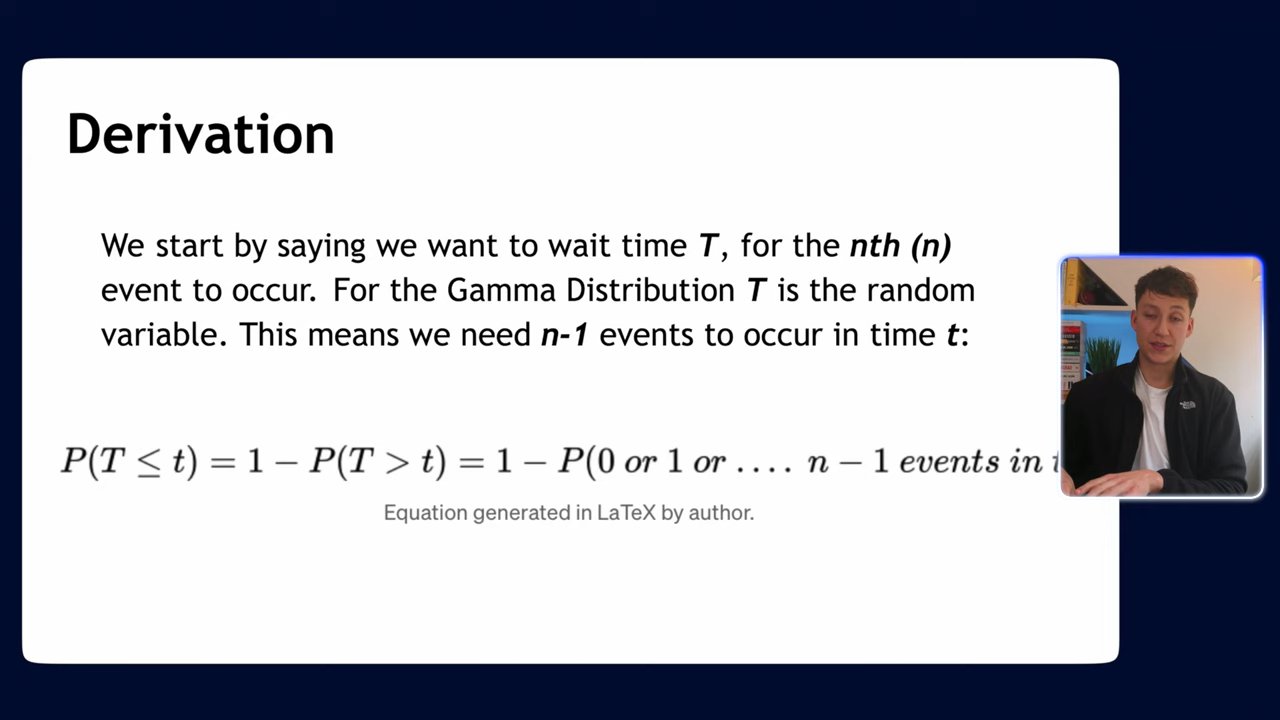 Derivation
We start by saying we want to wait time T, for the nth (n)
event to occur. For the Gamma Distribution T is the random
variable. This means we need n-1 events to occur in time t:
P(T ≤ t) = 1 − P(T > t) = 1 − P(0 or 1 or .... n − 1 events in t
Equation generated in LaTeX by author.